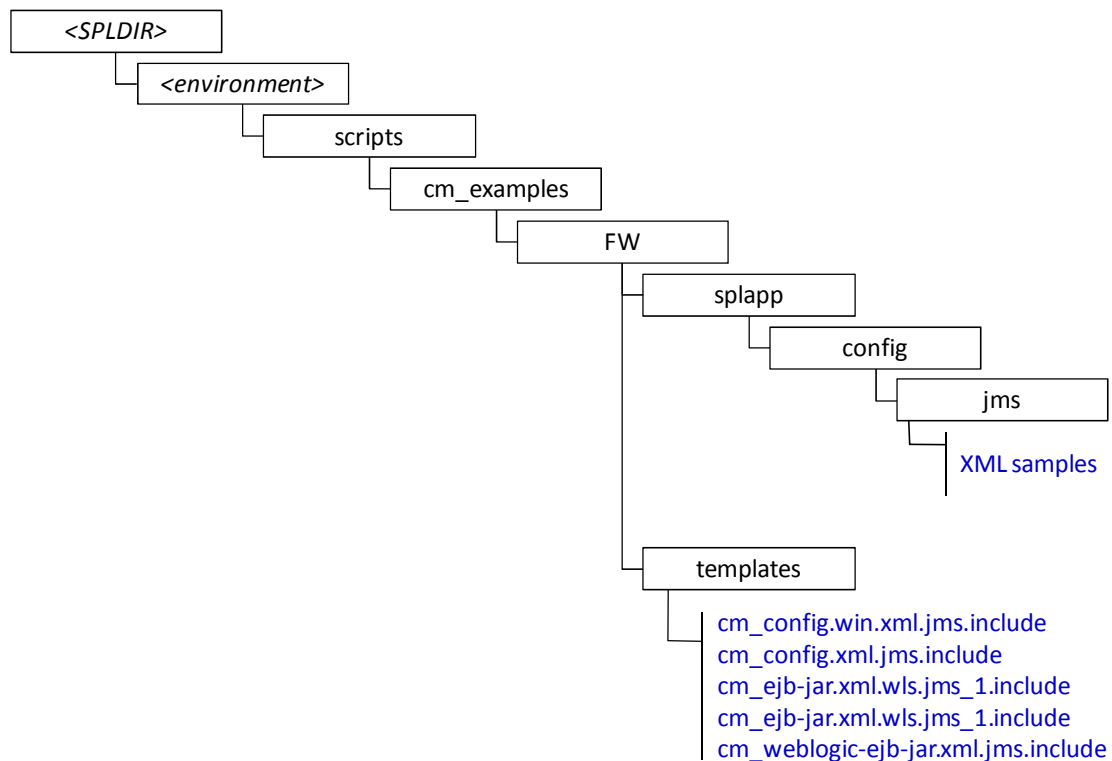 <SPLDIR>
<environment>
scripts
cm_examples
FW
splapp
config
jms
XML samples
templates
cm_config.win.xml.jms.include
cm_config.xml.jms.include
cm_ejb-jar.xml.wls.jms_1.include
cm_ejb-jar.xml.wls.jms_1.include
cm_weblogic-ejb-jar.xml.jms.include